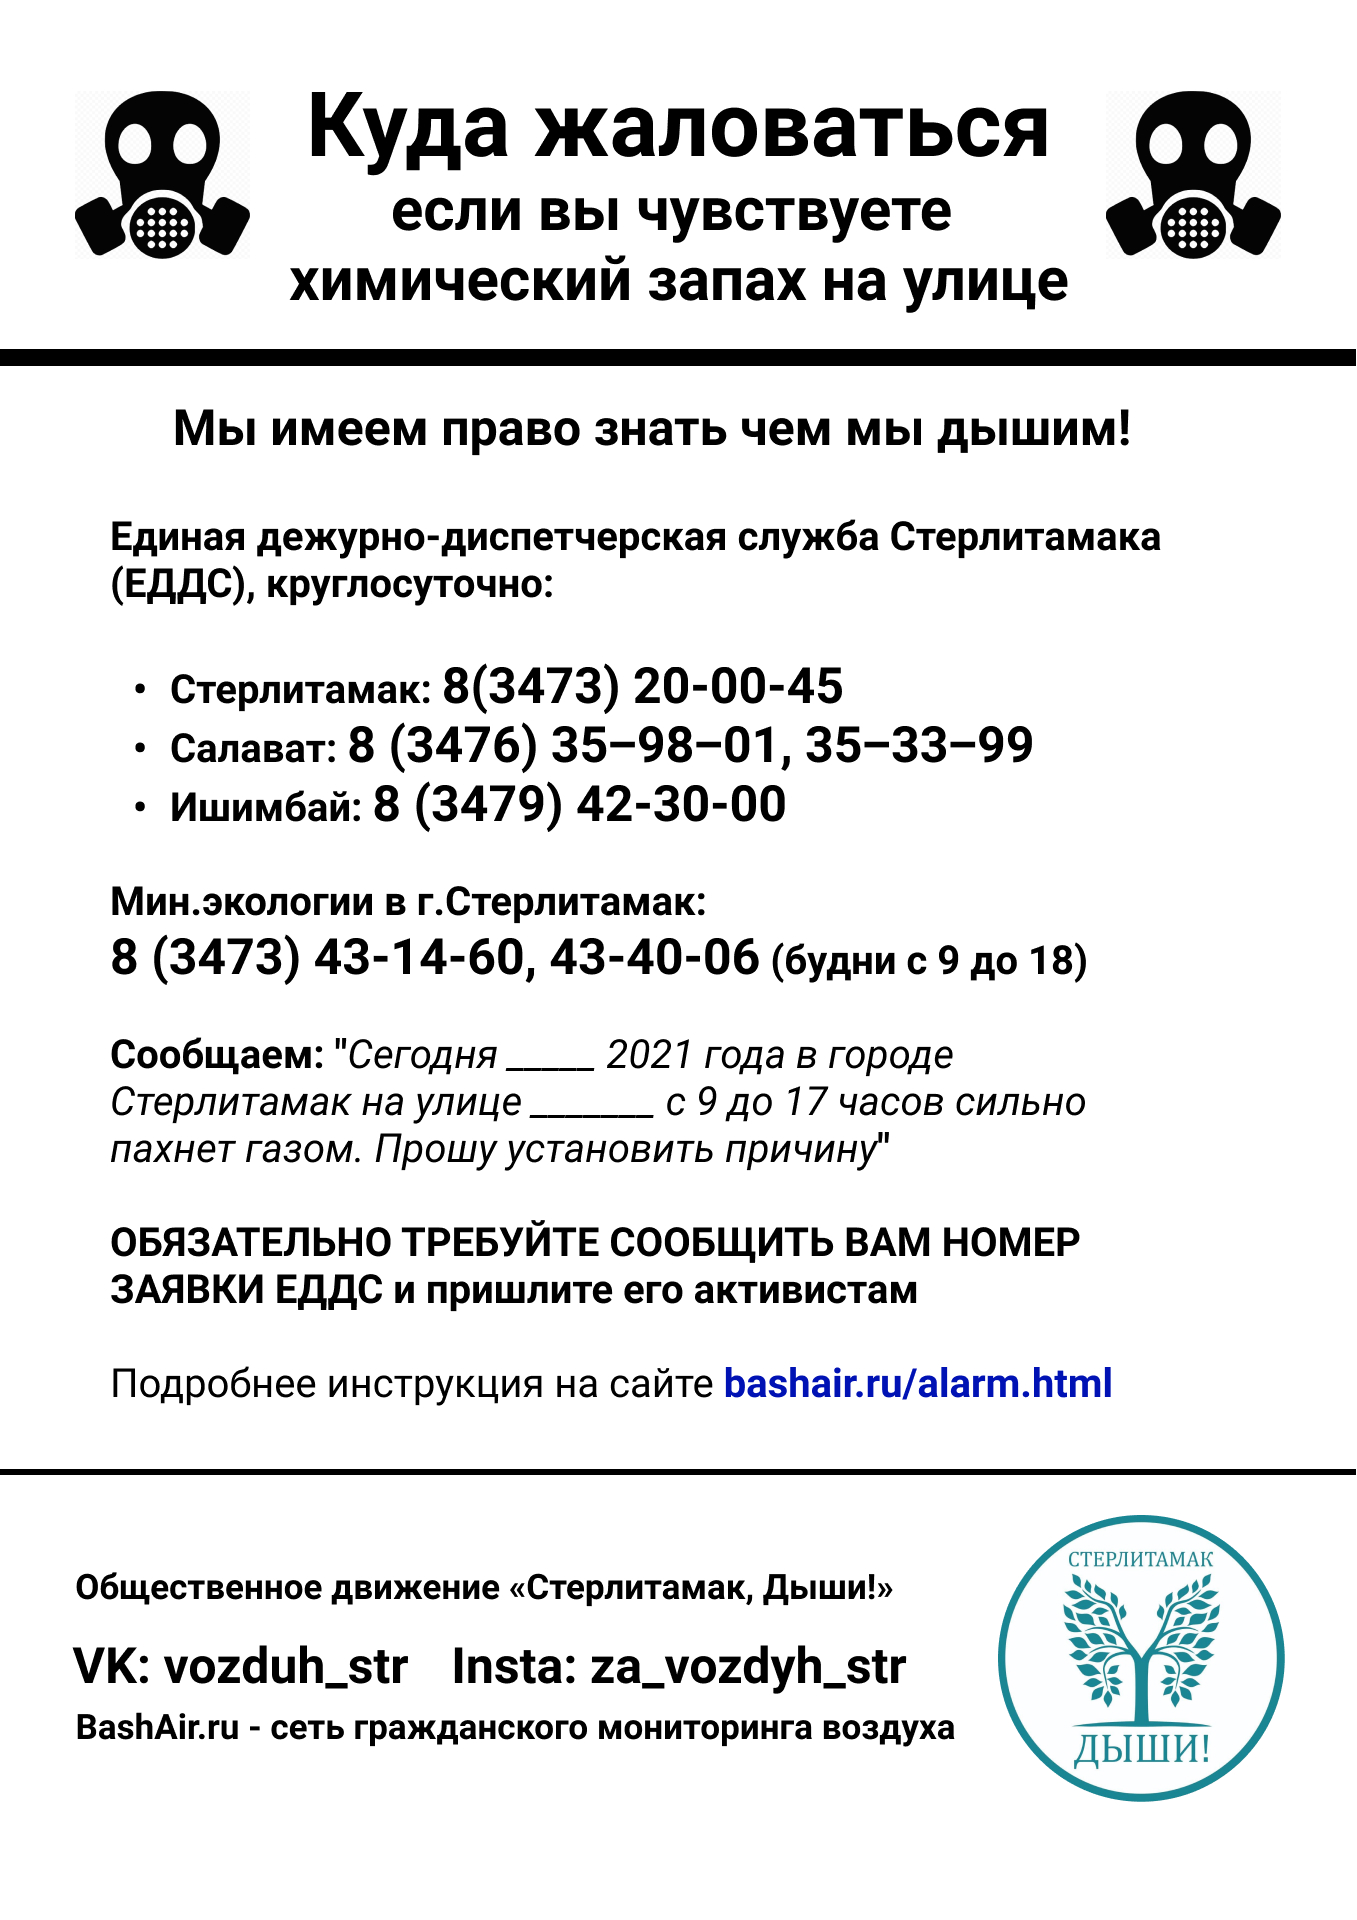 Куда жаловаться
если вы чувствуете
химический запах на улице
Мы имеем право знать чем мы дышим!
Единая дежурно-диспетчерская служба Стерлитамака
(ЕДДС), круглосуточно:
• Стерлитамак: 8(3473) 20-00-45
• Салават: 8 (3476) 35–98–01, 35–33–99
• Ишимбай: 8 (3479) 42-30-00
Мин.экологии в г.Стерлитамак:
8 (3473) 43-14-60, 43-40-06 (будни с 9 до 18)
Сообщаем: "Сегодня _____ 2021 года в городе
Стерлитамак на улице _______ с 9 до 17 часов сильно
пахнет газом. Прошу установить причину"
ОБЯЗАТЕЛЬНО ТРЕБУЙТЕ СООБЩИТЬ ВАМ НОМЕР
ЗАЯВКИ ЕДДС и пришлите его активистам
Подробнее инструкция на сайте bashair.ru/alarm.html
Общественное движение «Стерлитамак, Дыши!»
VK: vozduh_str Insta: za_vozdyh_str
BashAir.ru - сеть гражданского мониторинга воздуха
СТЕРЛИТАМАК
ДЫШИ!